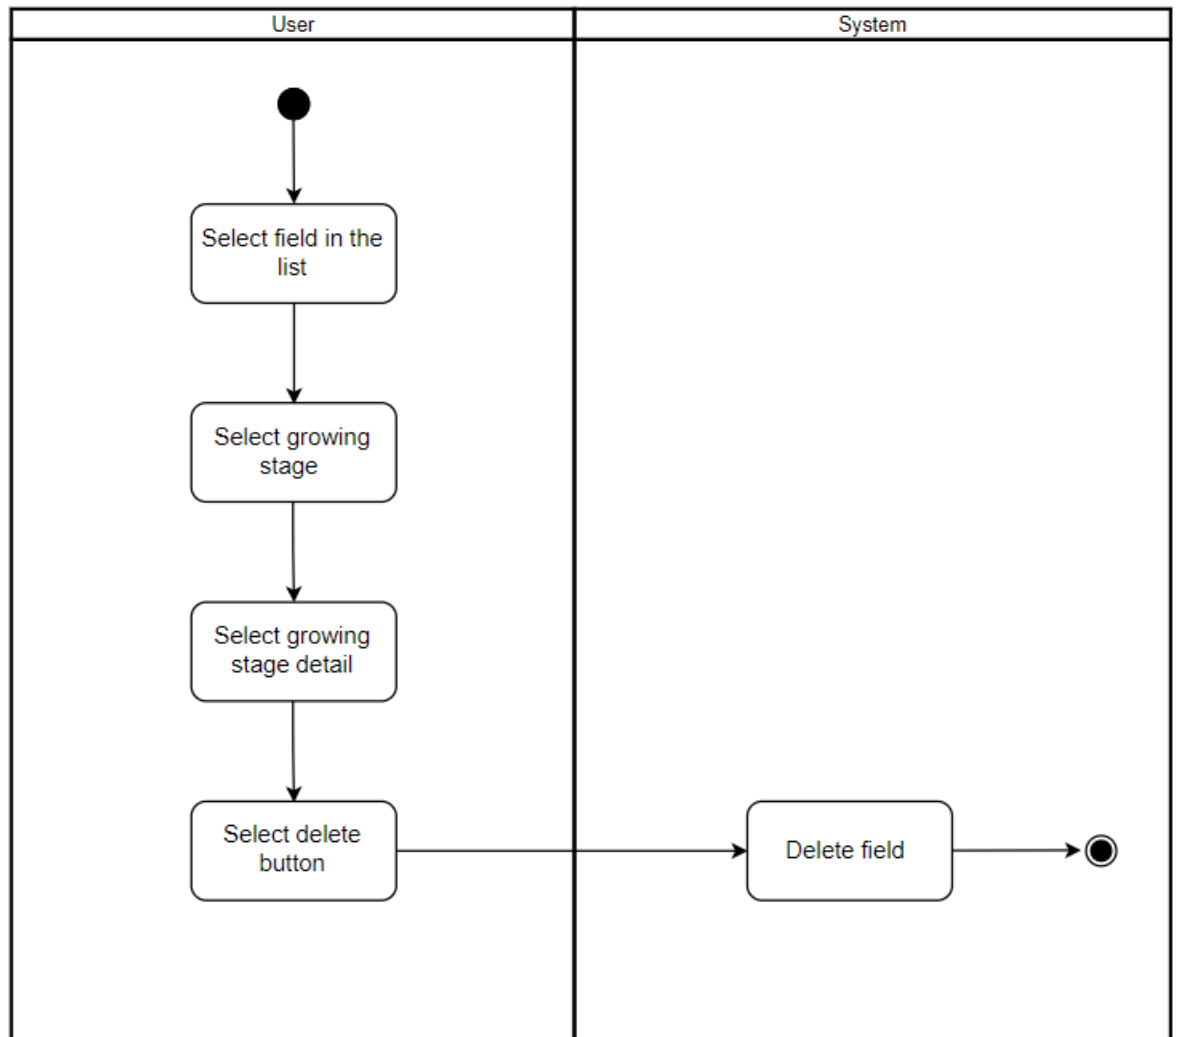 User
System
Select field in the
list
Select growing
stage
Select growing
stage detail
Select delete
button
Delete field